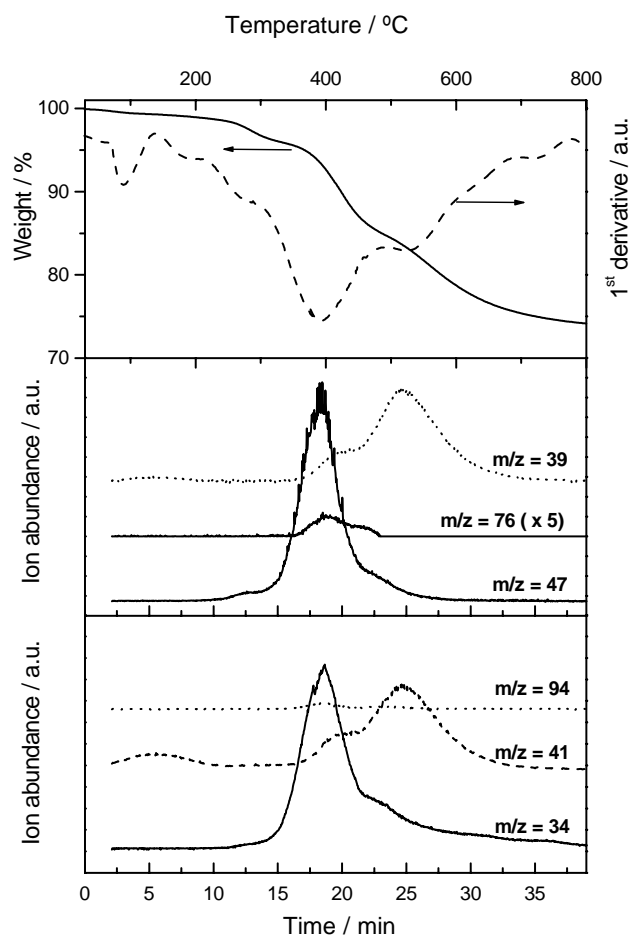 Temperature / ºC
200 400 600 800
100
90
80
70
Weight / %
1st derivative / a.u.
Ion abundance / a.u.
m/z = 39
m/z = 76 ( x 5)
m/z = 47
Ion abundance / a.u.
m/z = 94
m/z = 41
m/z = 34
0 5 10 15 20 25 30 35
Time / min